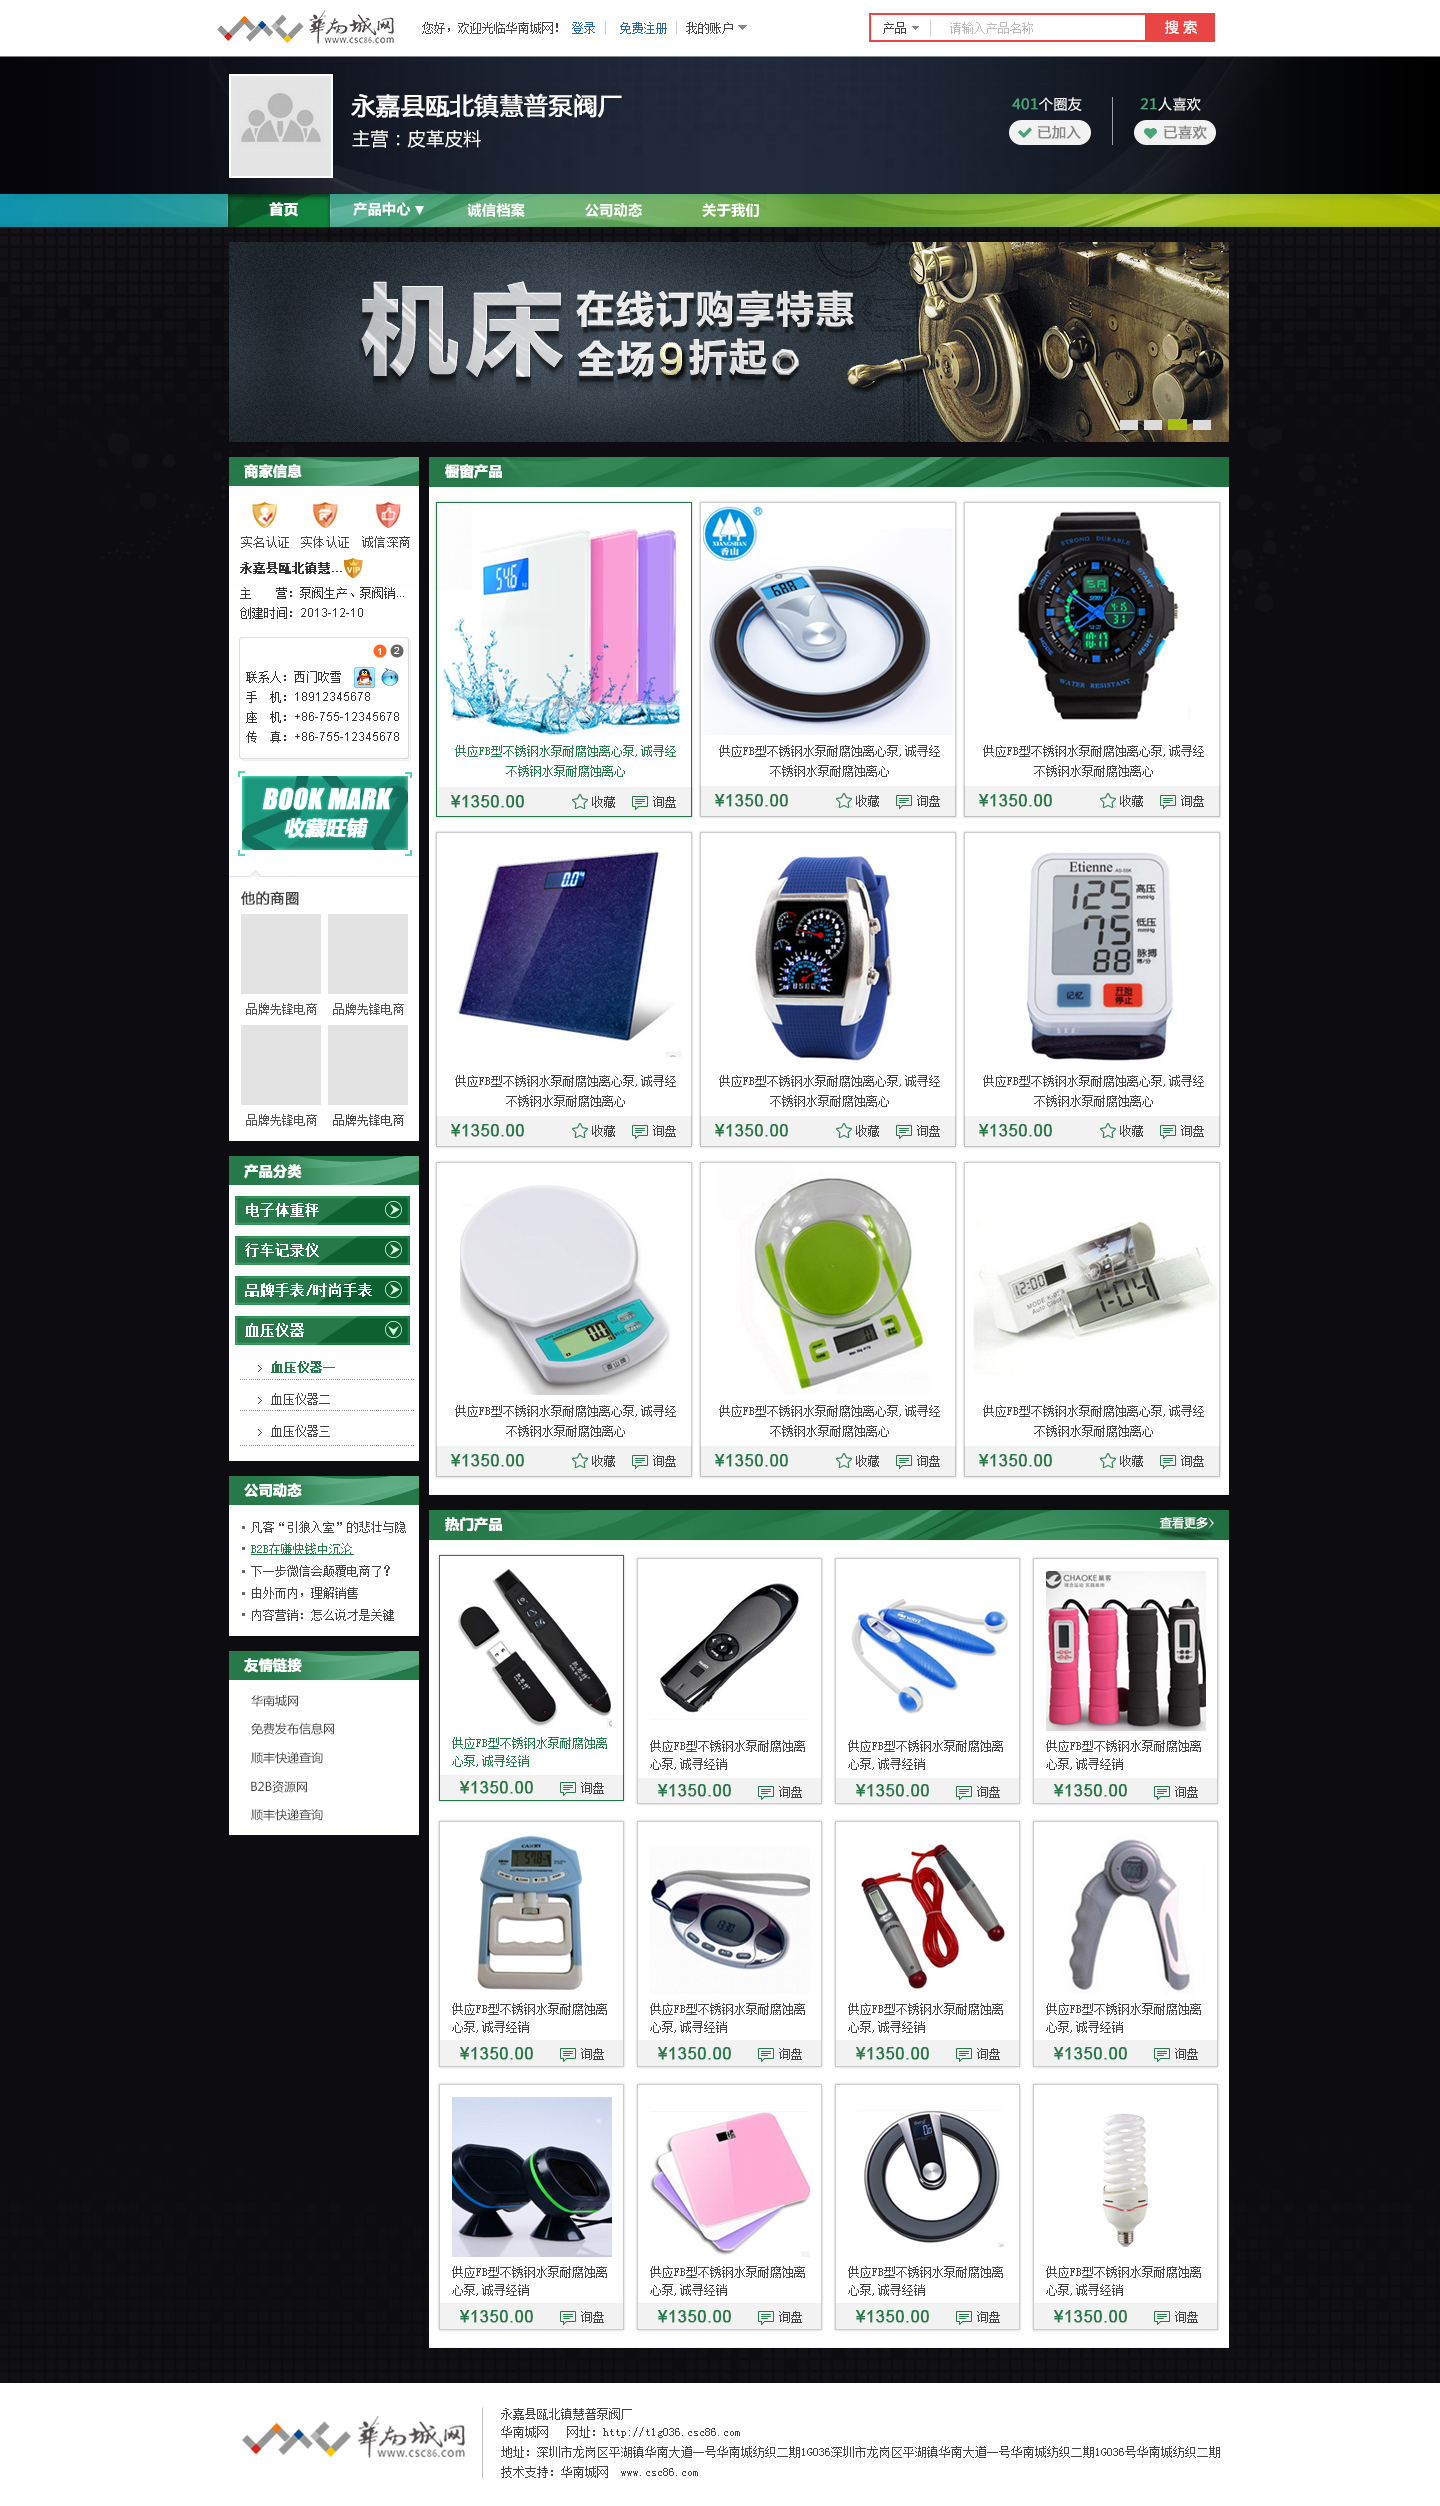 華南城网
www.csc86.com
您好，欢迎光临华南城网！ 登录 免费注册 我的账户
产品 请输入产品名称 搜 索
永嘉县瓯北镇慧普泵阀厂
主营：皮革皮料
401个圈友 21人喜欢
已加入 已喜欢
首页 产品中心 诚信档案 公司动态 关于我们
机床 在线订购享特惠
全场9折起
商家信息
实名认证 实体认证 诚信深商
永嘉县瓯北镇慧... VIP
主 营：泵阀生产、泵阀销...
创建时间：2013-12-10
1 2
联系人：西门吹雪
手 机：18912345678
座 机：+86-755-12345678
传 真：+86-755-12345678
BOOK MARK
收藏旺铺
他的商圈
品牌先锋电商 品牌先锋电商
品牌先锋电商 品牌先锋电商
产品分类
电子体重秤
行车记录仪
品牌手表/时尚手表
血压仪器
血压仪器一
血压仪器二
血压仪器三
公司动态
凡客“引狼入室”的悲壮与隐
B2B在赚快钱中沉沦
下一步微信会颠覆电商了？
由外而内，理解销售
内容营销：怎么说才是关键
友情链接
华南城网
免费发布信息网
顺丰快递查询
B2B资源网
顺丰快递查询
橱窗产品
54.6 kg
XIANGSHAN
香山
68.8
STRONG DURABLE
LIGHT START
MODE RESET
WATER RESISTANT
供应FB型不锈钢水泵耐腐蚀离心泵,诚寻经 供应FB型不锈钢水泵耐腐蚀离心泵,诚寻经 供应FB型不锈钢水泵耐腐蚀离心泵,诚寻经
不锈钢水泵耐腐蚀离心 不锈钢水泵耐腐蚀离心 不锈钢水泵耐腐蚀离心
¥1350.00 收藏 询盘 ¥1350.00 收藏 询盘 ¥1350.00 收藏 询盘
0.0
Etienne
125 高压 mmHg
75 低压 mmHg
88 脉搏
记忆 开始 停止
供应FB型不锈钢水泵耐腐蚀离心泵,诚寻经 供应FB型不锈钢水泵耐腐蚀离心泵,诚寻经 供应FB型不锈钢水泵耐腐蚀离心泵,诚寻经
不锈钢水泵耐腐蚀离心 不锈钢水泵耐腐蚀离心 不锈钢水泵耐腐蚀离心
¥1350.00 收藏 询盘 ¥1350.00 收藏 询盘 ¥1350.00 收藏 询盘
0.0
香山牌
12:00
1-04
供应FB型不锈钢水泵耐腐蚀离心泵,诚寻经 供应FB型不锈钢水泵耐腐蚀离心泵,诚寻经 供应FB型不锈钢水泵耐腐蚀离心泵,诚寻经
不锈钢水泵耐腐蚀离心 不锈钢水泵耐腐蚀离心 不锈钢水泵耐腐蚀离心
¥1350.00 收藏 询盘 ¥1350.00 收藏 询盘 ¥1350.00 收藏 询盘
热门产品 查看更多
CHAOKE 巢客
供应FB型不锈钢水泵耐腐蚀离 供应FB型不锈钢水泵耐腐蚀离 供应FB型不锈钢水泵耐腐蚀离 供应FB型不锈钢水泵耐腐蚀离
心泵,诚寻经销 心泵,诚寻经销 心泵,诚寻经销 心泵,诚寻经销
¥1350.00 询盘 ¥1350.00 询盘 ¥1350.00 询盘 ¥1350.00 询盘
供应FB型不锈钢水泵耐腐蚀离 供应FB型不锈钢水泵耐腐蚀离 供应FB型不锈钢水泵耐腐蚀离 供应FB型不锈钢水泵耐腐蚀离
心泵,诚寻经销 心泵,诚寻经销 心泵,诚寻经销 心泵,诚寻经销
¥1350.00 询盘 ¥1350.00 询盘 ¥1350.00 询盘 ¥1350.00 询盘
供应FB型不锈钢水泵耐腐蚀离 供应FB型不锈钢水泵耐腐蚀离 供应FB型不锈钢水泵耐腐蚀离 供应FB型不锈钢水泵耐腐蚀离
心泵,诚寻经销 心泵,诚寻经销 心泵,诚寻经销 心泵,诚寻经销
¥1350.00 询盘 ¥1350.00 询盘 ¥1350.00 询盘 ¥1350.00 询盘
華南城网
www.csc86.com
永嘉县瓯北镇慧普泵阀厂
华南城网 网址：http://tlg036.csc86.com
地址：深圳市龙岗区平湖镇华南大道一号华南城纺织二期1G036深圳市龙岗区平湖镇华南大道一号华南城纺织二期1G036号华南城纺织二期
技术支持：华南城网 www.csc86.com